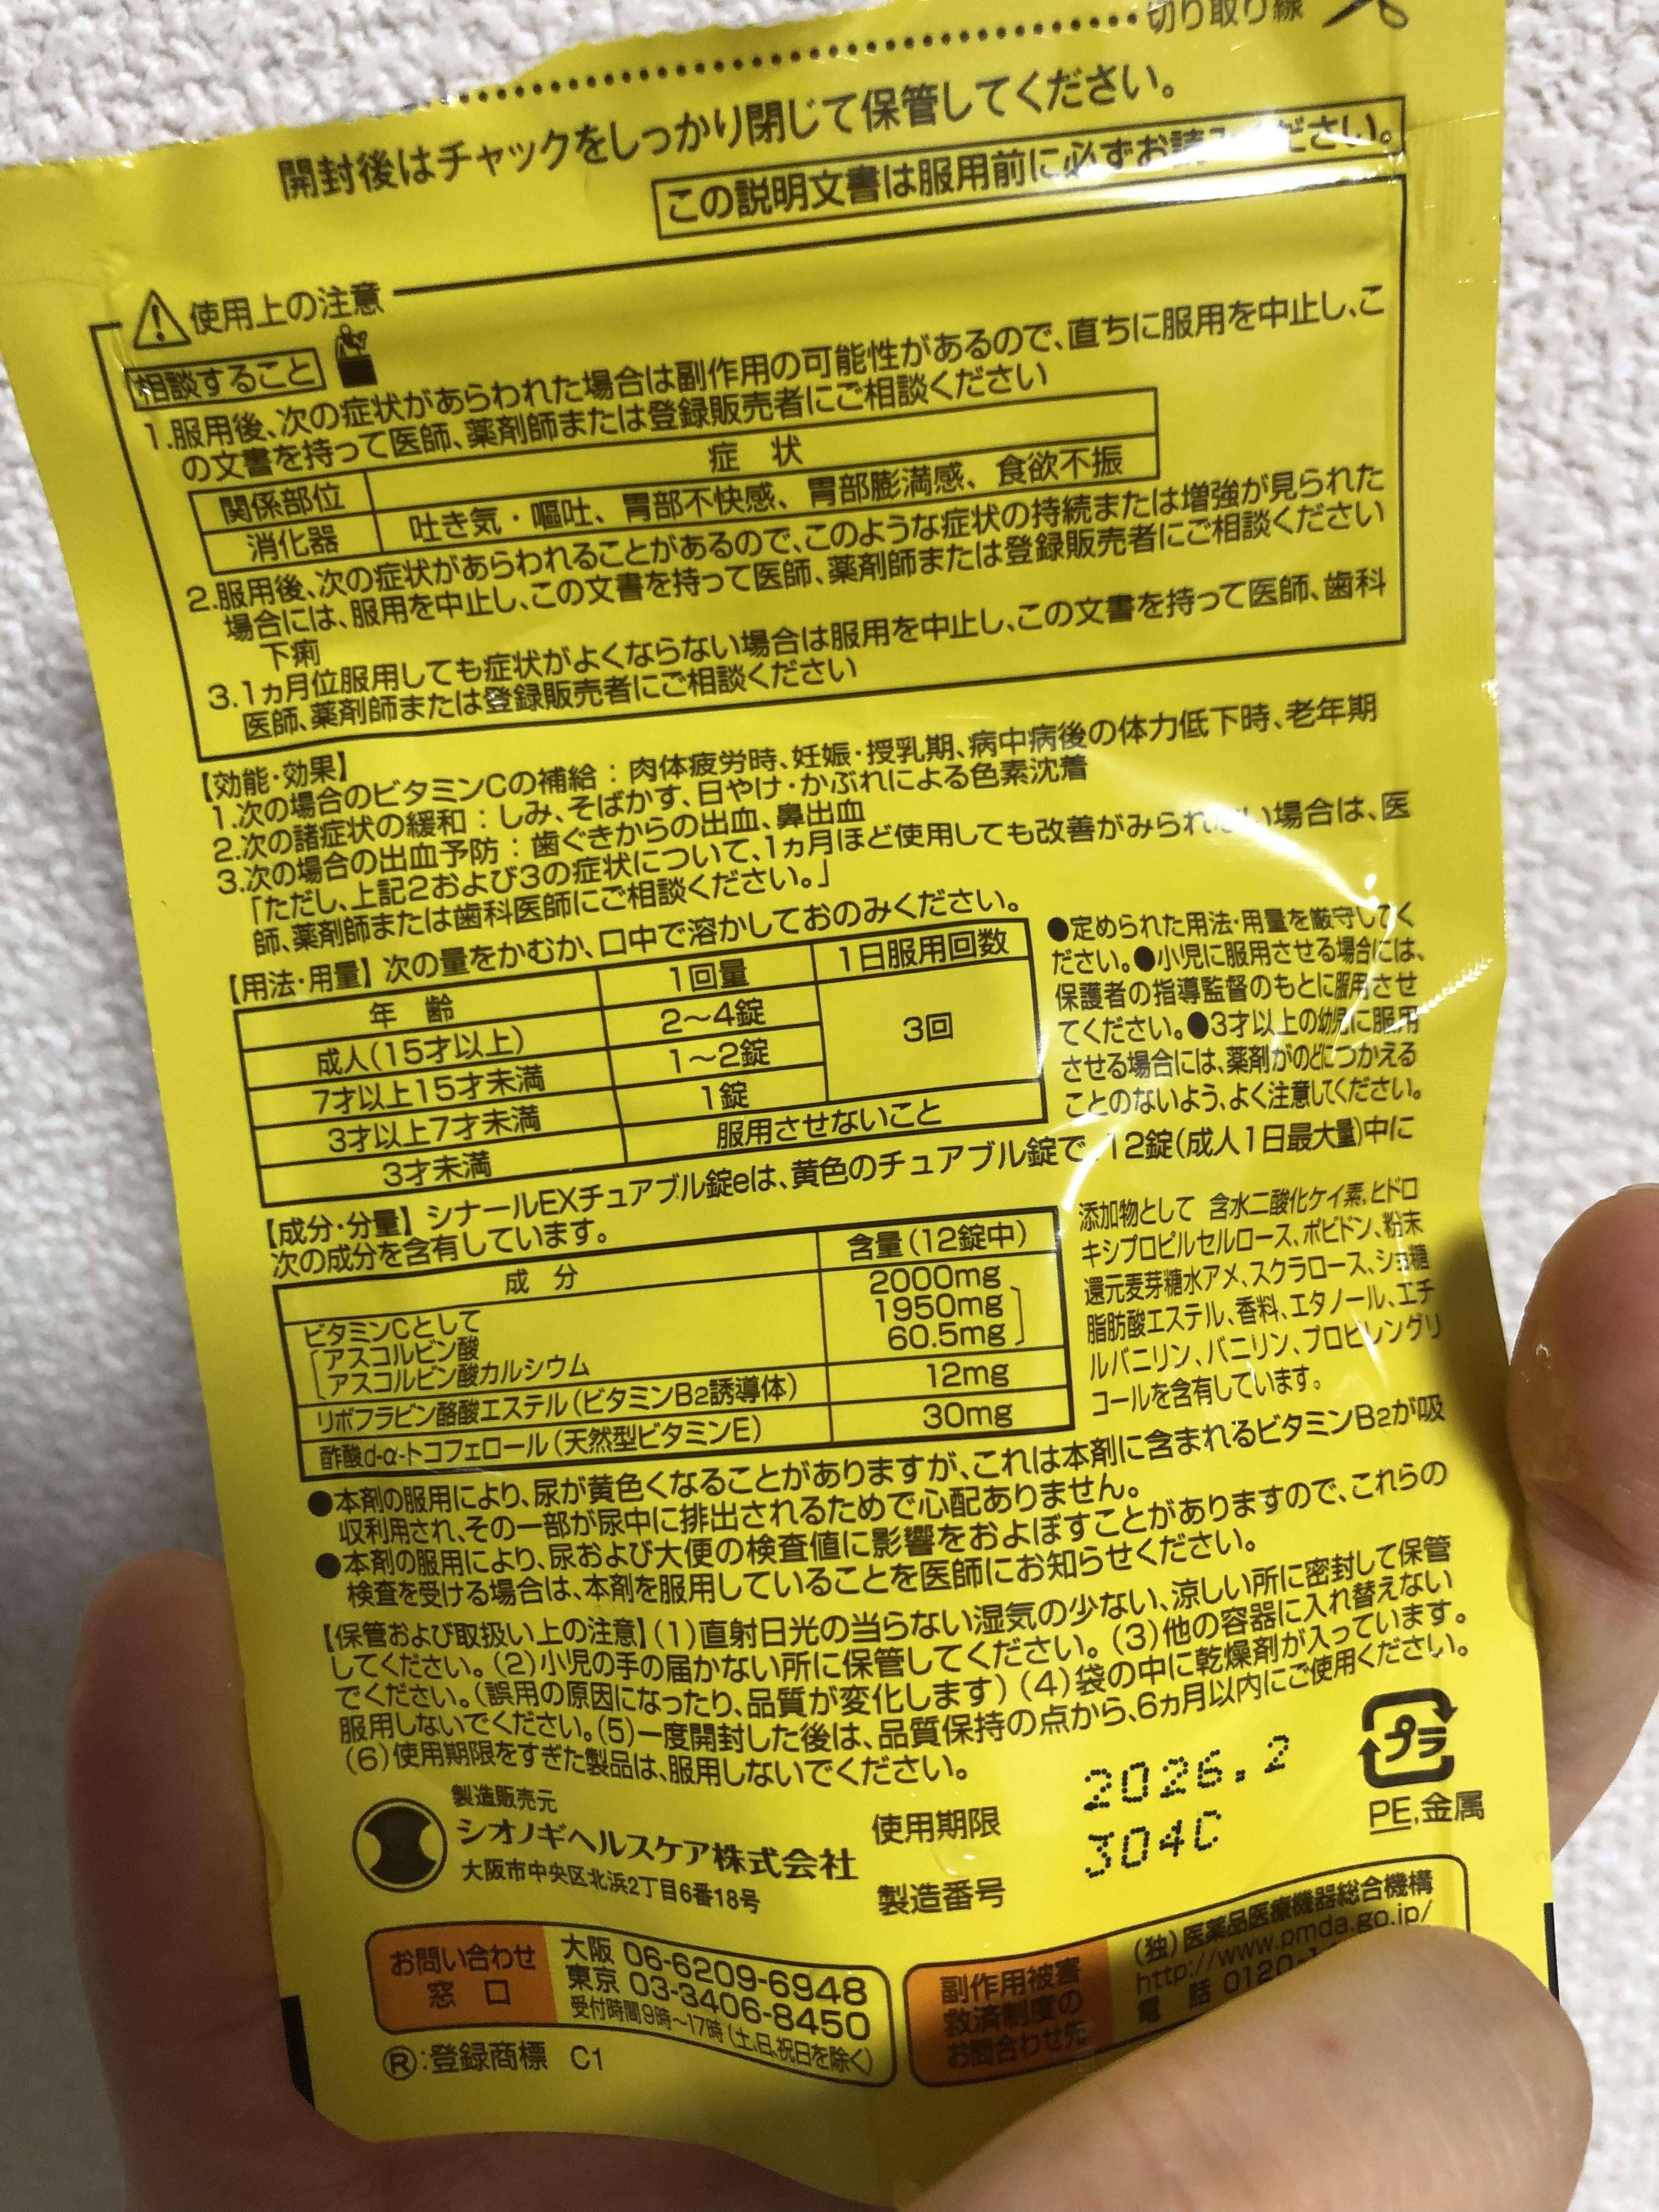 切り取り線
開封後はチャックをしっかり閉じて保管してください。
この説明文書は服用前に必ずお読みください。
使用上の注意
相談すること
1.服用後、次の症状があらわれた場合は副作用の可能性があるので、直ちに服用を中止し、こ
の文書を持って医師、薬剤師または登録販売者にご相談ください
関係部位 症 状
消化器 吐き気・嘔吐、胃部不快感、胃部膨満感、食欲不振
2.服用後、次の症状があらわれることがあるので、このような症状の持続または増強が見られた
場合には、服用を中止し、この文書を持って医師、薬剤師または登録販売者にご相談ください
下痢
3.1ヵ月位服用しても症状がよくならない場合は服用を中止し、この文書を持って医師、歯科
医師、薬剤師または登録販売者にご相談ください
【効能・効果】
1.次の場合のビタミンCの補給：肉体疲労時、妊娠・授乳期、病中病後の体力低下時、老年期
2.次の諸症状の緩和：しみ、そばかす、日やけ・かぶれによる色素沈着
3.次の場合の出血予防：歯ぐきからの出血、鼻出血
「ただし、上記2および3の症状について、1ヵ月ほど使用しても改善がみられない場合は、医
師、薬剤師または歯科医師にご相談ください。」
【用法・用量】次の量をかむか、口中で溶かしておのみください。
年 齢 1回量 1日服用回数
成人(15才以上) 2～4錠 3回
7才以上15才未満 1～2錠
3才以上7才未満 1錠
3才未満 服用させないこと
●定められた用法・用量を厳守してく
ださい。●小児に服用させる場合には、
保護者の指導監督のもとに服用させ
てください。●3才以上の幼児に服用
させる場合には、薬剤がのどにつかえる
ことのないよう、よく注意してください。
【成分・分量】シナールEXチュアブル錠eは、黄色のチュアブル錠で、12錠(成人1日最大量)中に
次の成分を含有しています。
成 分 含量(12錠中)
ビタミンCとして 2000mg
アスコルビン酸 1950mg
アスコルビン酸カルシウム 60.5mg
リボフラビン酪酸エステル(ビタミンB2誘導体) 12mg
酢酸d-α-トコフェロール(天然型ビタミンE) 30mg
添加物として 含水二酸化ケイ素、ヒドロ
キシプロピルセルロース、ポビドン、粉末
還元麦芽糖水アメ、スクラロース、ショ糖
脂肪酸エステル、香料、エタノール、エチ
ルバニリン、バニリン、プロピレングリ
コールを含有しています。
●本剤の服用により、尿が黄色くなることがありますが、これは本剤に含まれるビタミンB2が吸
収利用され、その一部が尿中に排出されるためで心配ありません。
●本剤の服用により、尿および大便の検査値に影響をおよぼすことがありますので、これらの
検査を受ける場合は、本剤を服用していることを医師にお知らせください。
【保管および取扱い上の注意】(1)直射日光の当らない湿気の少ない、涼しい所に密封して保管
してください。(2)小児の手の届かない所に保管してください。(3)他の容器に入れ替えない
でください。(誤用の原因になったり、品質が変化します)(4)袋の中に乾燥剤が入っています。
服用しないでください。(5)一度開封した後は、品質保持の点から、6ヵ月以内にご使用ください。
(6)使用期限をすぎた製品は、服用しないでください。
製造販売元
シオノギヘルスケア株式会社
大阪市中央区北浜2丁目6番18号
使用期限 2026.2
製造番号 304C
プラ
PE,金属
お問い合わせ
窓 口
大阪 06-6209-6948
東京 03-3406-8450
受付時間9時～17時(土、日、祝日を除く)
副作用被害
救済制度の
お問合わせ先
(独)医薬品医療機器総合機構
http://www.pmda.go.jp/
電 話 0120-
®:登録商標 C1